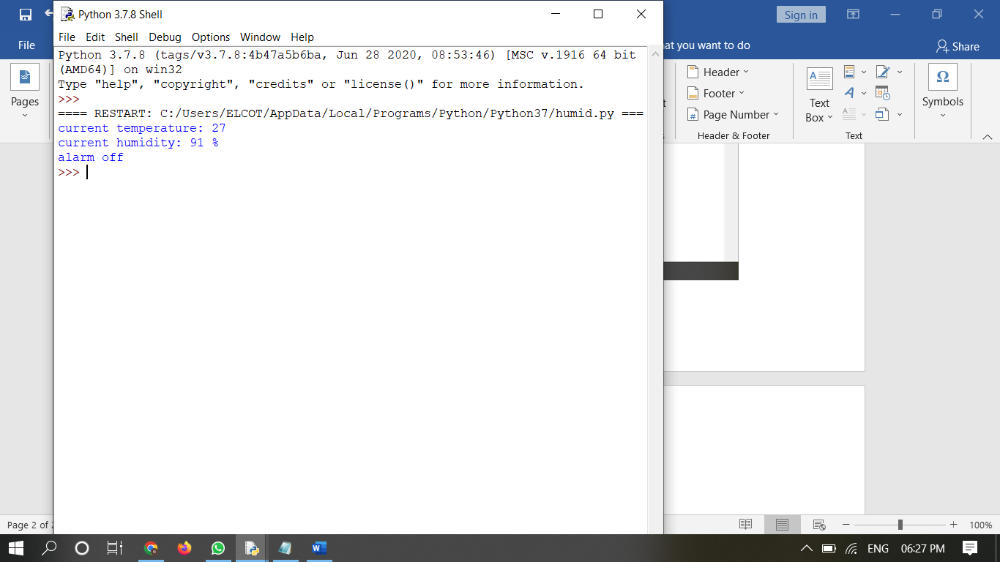 Python 3.7.8 Shell
File Edit Shell Debug Options Window Help
Python 3.7.8 (tags/v3.7.8:4b47a5b6ba, Jun 28 2020, 08:53:46) [MSC v.1916 64 bit
(AMD64)] on win32
Type "help", "copyright", "credits" or "license()" for more information.
>>>
==== RESTART: C:/Users/ELCOT/AppData/Local/Programs/Python/Python37/humid.py ===
current temperature: 27
current humidity: 91 %
alarm off
>>>
Sign in
File
at you want to do
Share
Pages
Header
Footer
Page Number
Header & Footer
Text
Box
Text
Symbols
Page 2 of
100%
ENG 06:27 PM